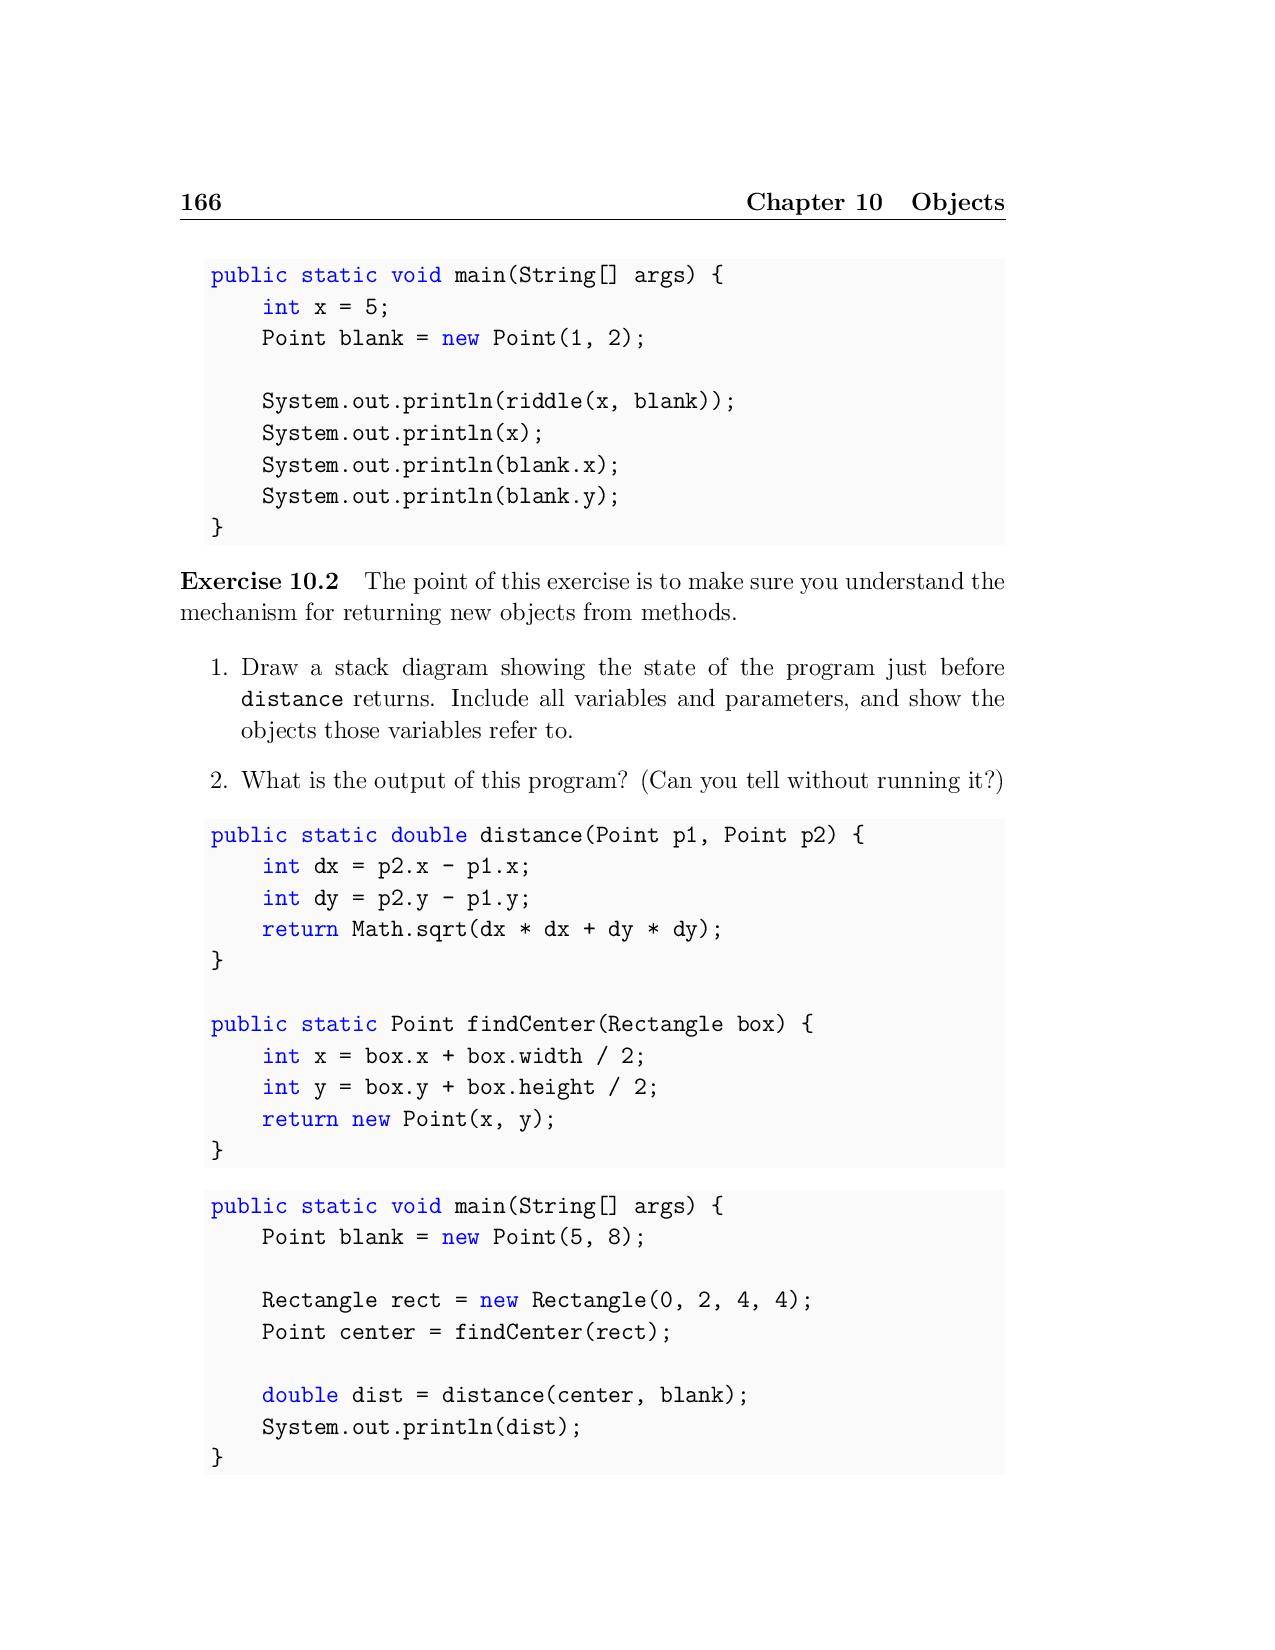 166 Chapter 10 Objects
public static void main(String[] args) {
    int x = 5;
    Point blank = new Point(1, 2);

    System.out.println(riddle(x, blank));
    System.out.println(x);
    System.out.println(blank.x);
    System.out.println(blank.y);
}
Exercise 10.2 The point of this exercise is to make sure you understand the
mechanism for returning new objects from methods.
1. Draw a stack diagram showing the state of the program just before
distance returns. Include all variables and parameters, and show the
objects those variables refer to.
2. What is the output of this program? (Can you tell without running it?)
public static double distance(Point p1, Point p2) {
    int dx = p2.x - p1.x;
    int dy = p2.y - p1.y;
    return Math.sqrt(dx * dx + dy * dy);
}

public static Point findCenter(Rectangle box) {
    int x = box.x + box.width / 2;
    int y = box.y + box.height / 2;
    return new Point(x, y);
}
public static void main(String[] args) {
    Point blank = new Point(5, 8);

    Rectangle rect = new Rectangle(0, 2, 4, 4);
    Point center = findCenter(rect);

    double dist = distance(center, blank);
    System.out.println(dist);
}